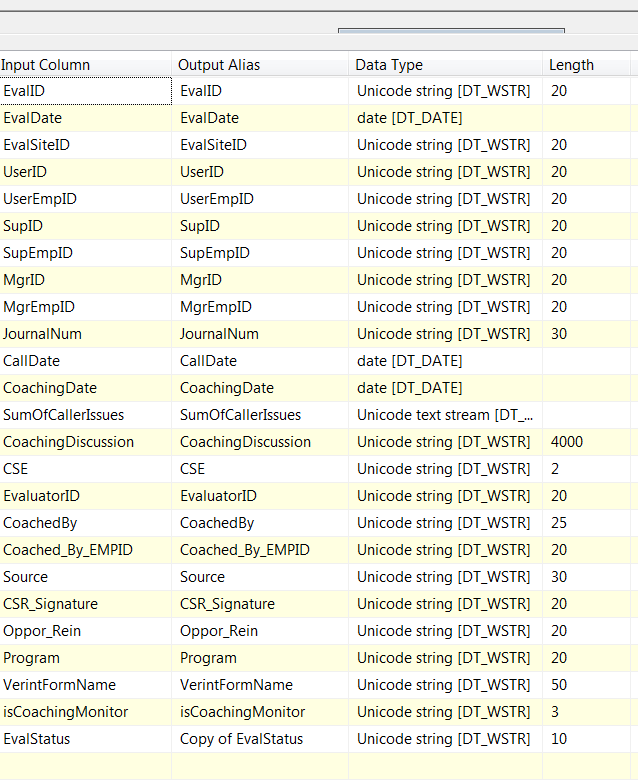 Input Column Output Alias Data Type Length
EvalID EvalID Unicode string [DT_WSTR] 20
EvalDate EvalDate date [DT_DATE]
EvalSiteID EvalSiteID Unicode string [DT_WSTR] 20
UserID UserID Unicode string [DT_WSTR] 20
UserEmpID UserEmpID Unicode string [DT_WSTR] 20
SupID SupID Unicode string [DT_WSTR] 20
SupEmpID SupEmpID Unicode string [DT_WSTR] 20
MgrID MgrID Unicode string [DT_WSTR] 20
MgrEmpID MgrEmpID Unicode string [DT_WSTR] 20
JournalNum JournalNum Unicode string [DT_WSTR] 30
CallDate CallDate date [DT_DATE]
CoachingDate CoachingDate date [DT_DATE]
SumOfCallerIssues SumOfCallerIssues Unicode text stream [DT_...
CoachingDiscussion CoachingDiscussion Unicode string [DT_WSTR] 4000
CSE CSE Unicode string [DT_WSTR] 2
EvaluatorID EvaluatorID Unicode string [DT_WSTR] 20
CoachedBy CoachedBy Unicode string [DT_WSTR] 25
Coached_By_EMPID Coached_By_EMPID Unicode string [DT_WSTR] 20
Source Source Unicode string [DT_WSTR] 30
CSR_Signature CSR_Signature Unicode string [DT_WSTR] 20
Oppor_Rein Oppor_Rein Unicode string [DT_WSTR] 20
Program Program Unicode string [DT_WSTR] 20
VerintFormName VerintFormName Unicode string [DT_WSTR] 50
isCoachingMonitor isCoachingMonitor Unicode string [DT_WSTR] 3
EvalStatus Copy of EvalStatus Unicode string [DT_WSTR] 10